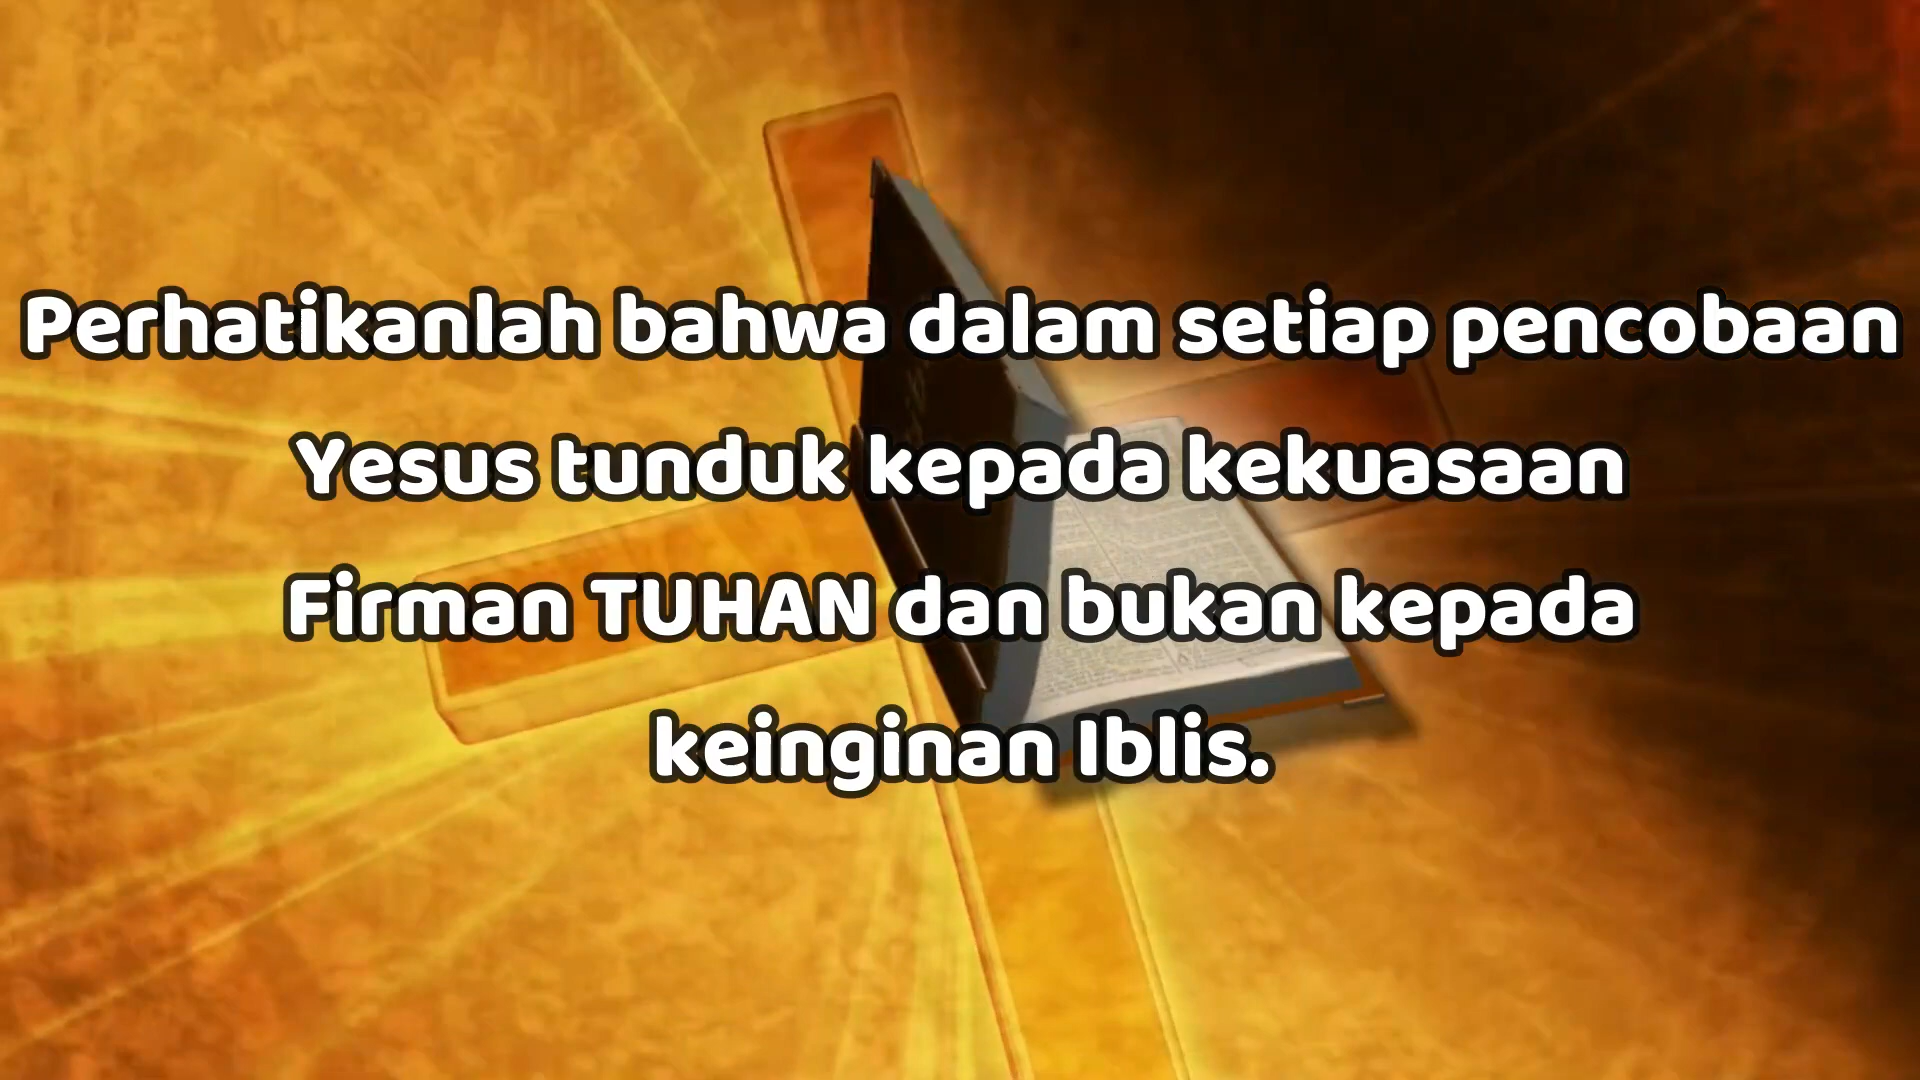 Perhatikanlah bahwa dalam setiap pencobaan
Yesus tunduk kepada kekuasaan
Firman TUHAN dan bukan kepada
keinginan Iblis.